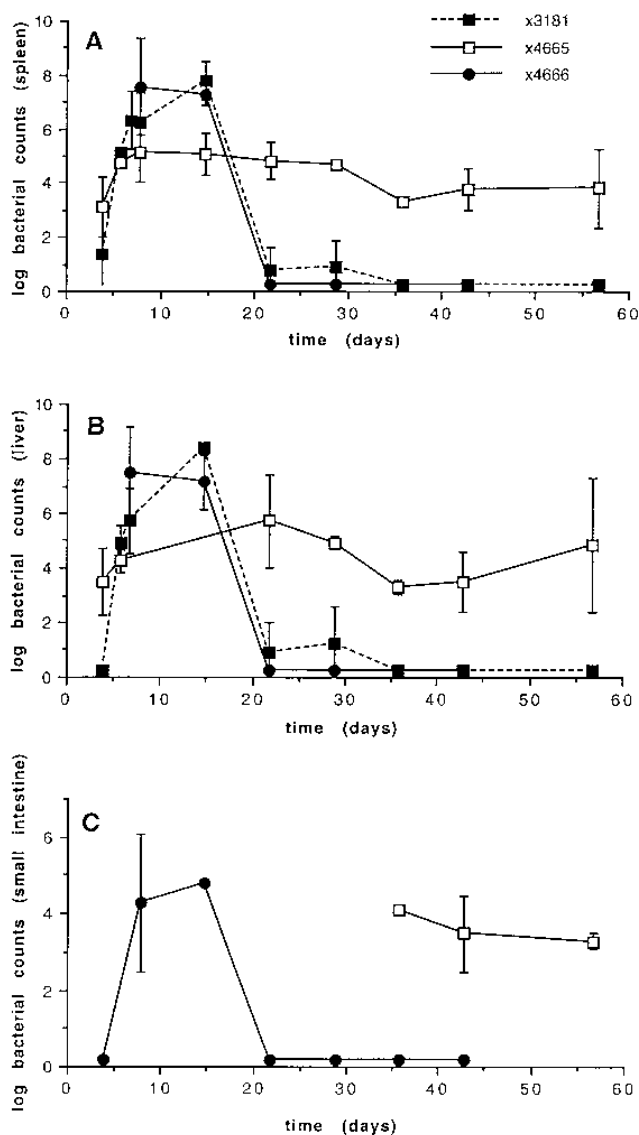 A
x3181
x4665
x4666
log bacterial counts (spleen)
10
8
6
4
2
0
0 10 20 30 40 50 60
time (days)
B
log bacterial counts (liver)
10
8
6
4
2
0
0 10 20 30 40 50 60
time (days)
C
log bacterial counts (small intestine)
6
4
2
0
0 10 20 30 40 50 60
time (days)